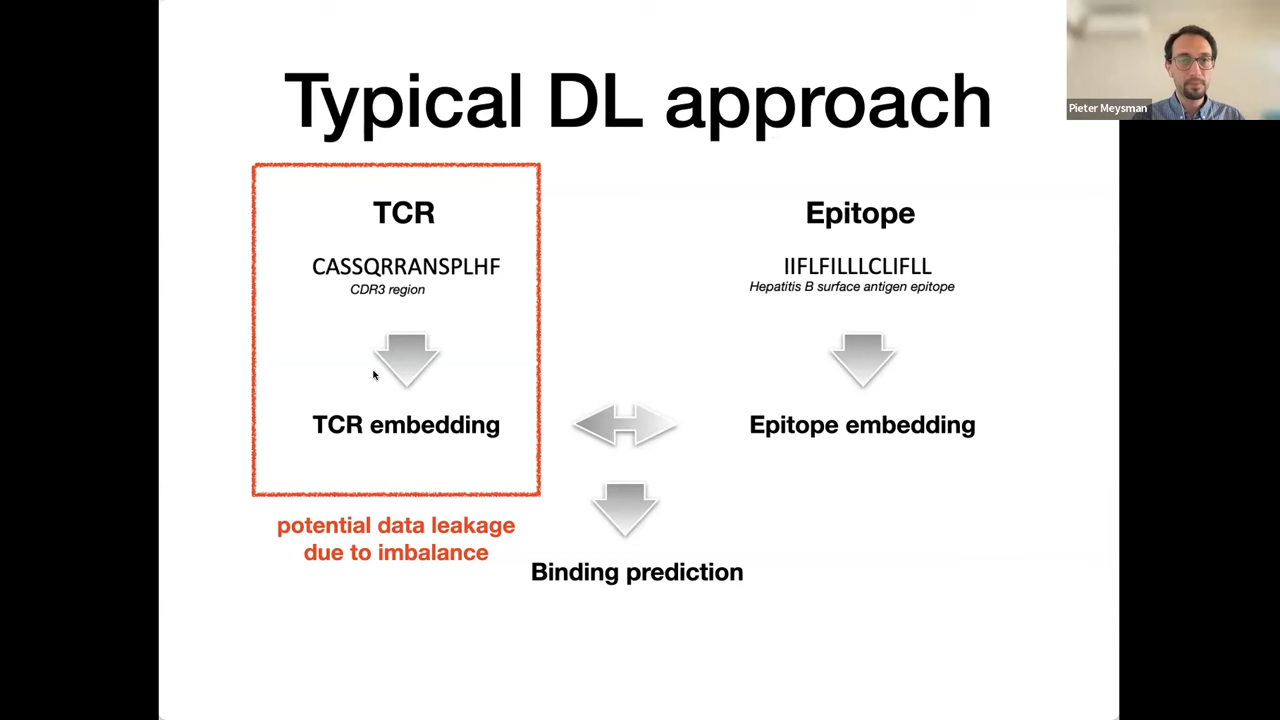 Typical DL approach
Pieter Meysman
TCR
CASSQRRANSPLHF
CDR3 region
TCR embedding
potential data leakage
due to imbalance
Epitope
IIFLFILLLCLIFLL
Hepatitis B surface antigen epitope
Epitope embedding
Binding prediction